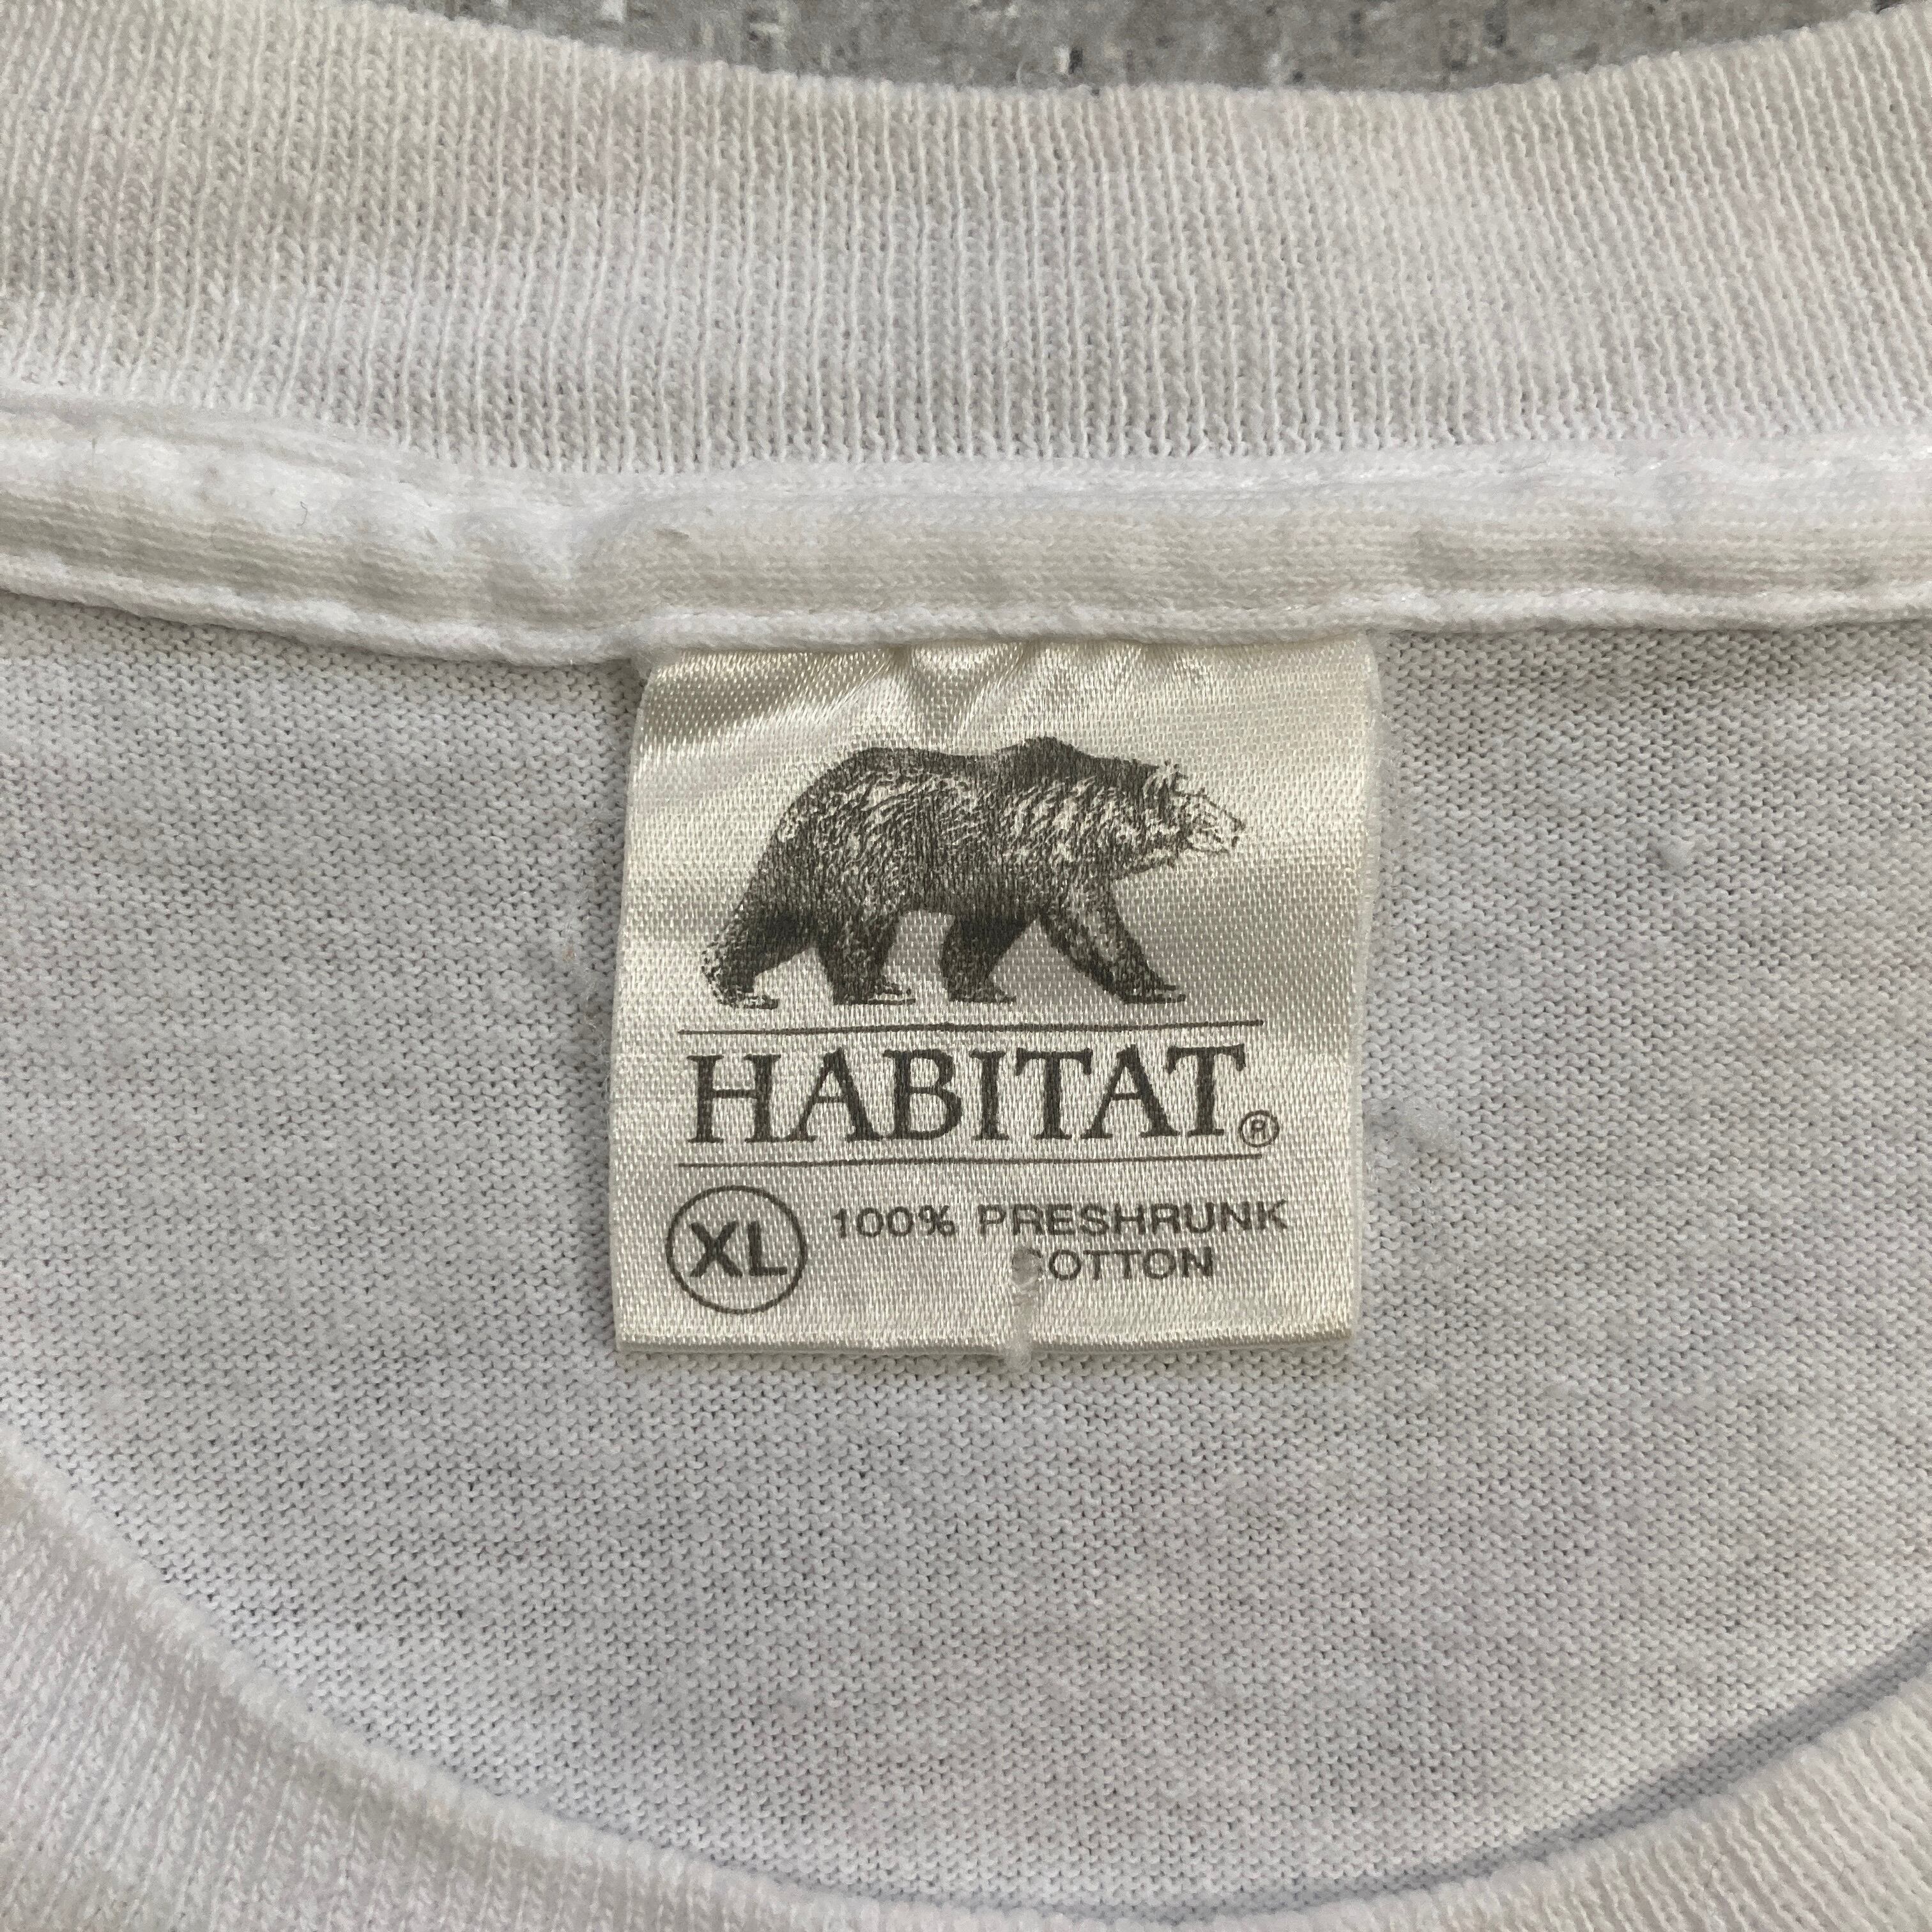 HABITAT®
XL 100% PRESHRUNK
COTTON